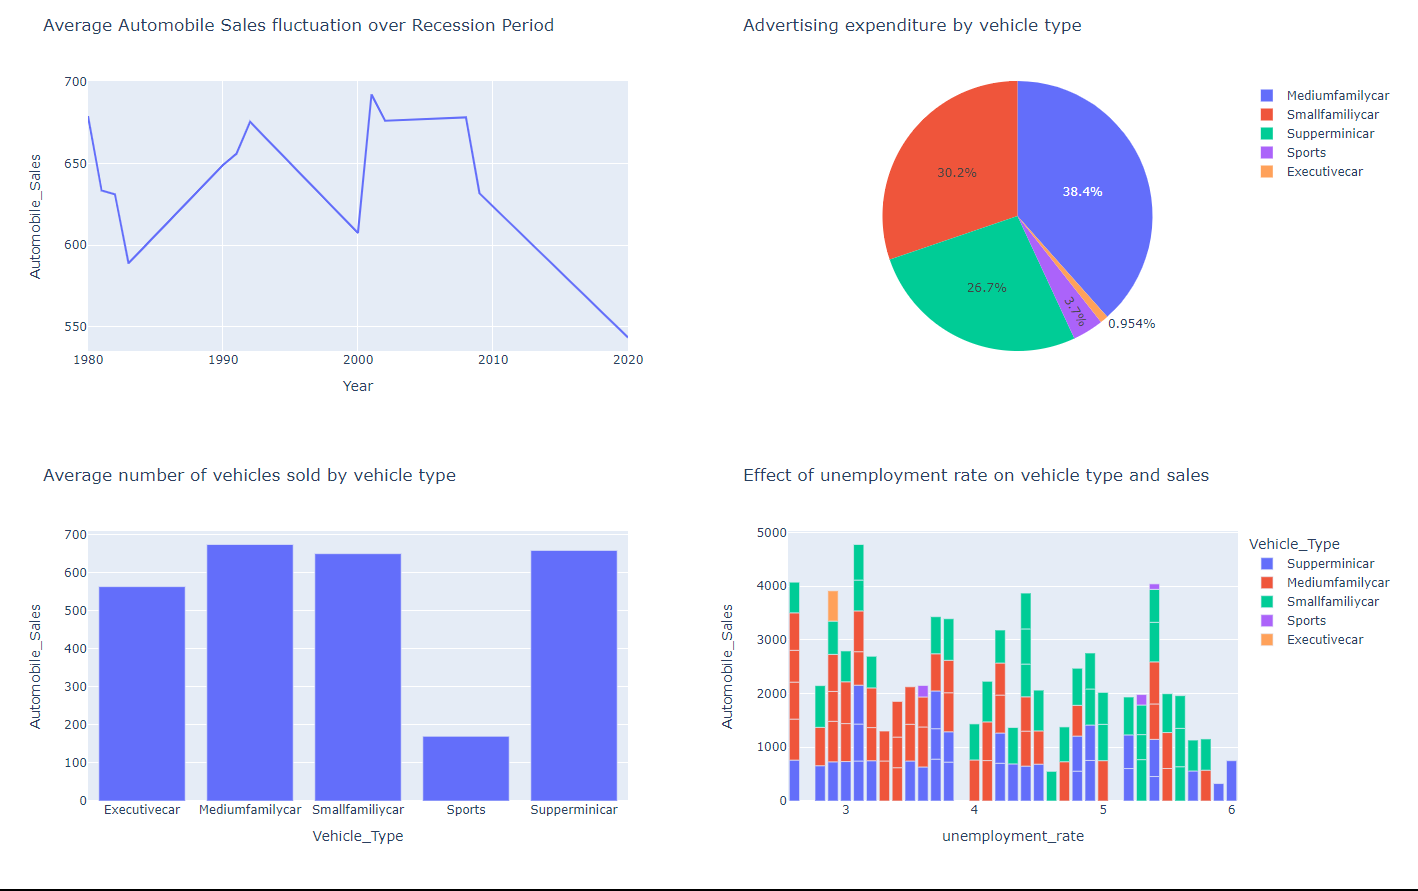 Average Automobile Sales fluctuation over Recession Period
700
650
600
550
Automobile_Sales
1980
1990
2000
2010
2020
Year
Advertising expenditure by vehicle type
38.4%
30.2%
26.7%
3.7%
0.954%
Mediumfamilycar
Smallfamiliycar
Supperminicar
Sports
Executivecar
Average number of vehicles sold by vehicle type
700
600
500
400
300
200
100
0
Automobile_Sales
Executivecar
Mediumfamilycar
Smallfamiliycar
Sports
Supperminicar
Vehicle_Type
Effect of unemployment rate on vehicle type and sales
5000
4000
3000
2000
1000
0
Automobile_Sales
3
4
5
6
unemployment_rate
Vehicle_Type
Supperminicar
Mediumfamilycar
Smallfamiliycar
Sports
Executivecar